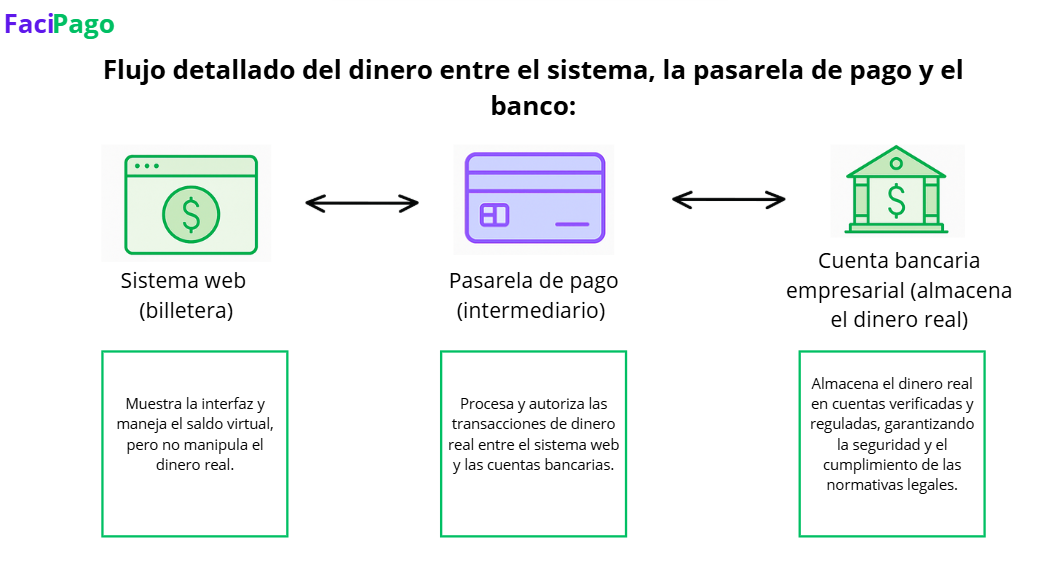 FaciPago
Flujo detallado del dinero entre el sistema, la pasarela de pago y el
banco:
Sistema web
(billetera)
Pasarela de pago
(intermediario)
Cuenta bancaria
empresarial (almacena
el dinero real)
Muestra la interfaz y
maneja el saldo virtual,
pero no manipula el
dinero real.
Procesa y autoriza las
transacciones de dinero
real entre el sistema web
y las cuentas bancarias.
Almacena el dinero real
en cuentas verificadas y
reguladas, garantizando
la seguridad y el
cumplimiento de las
normativas legales.